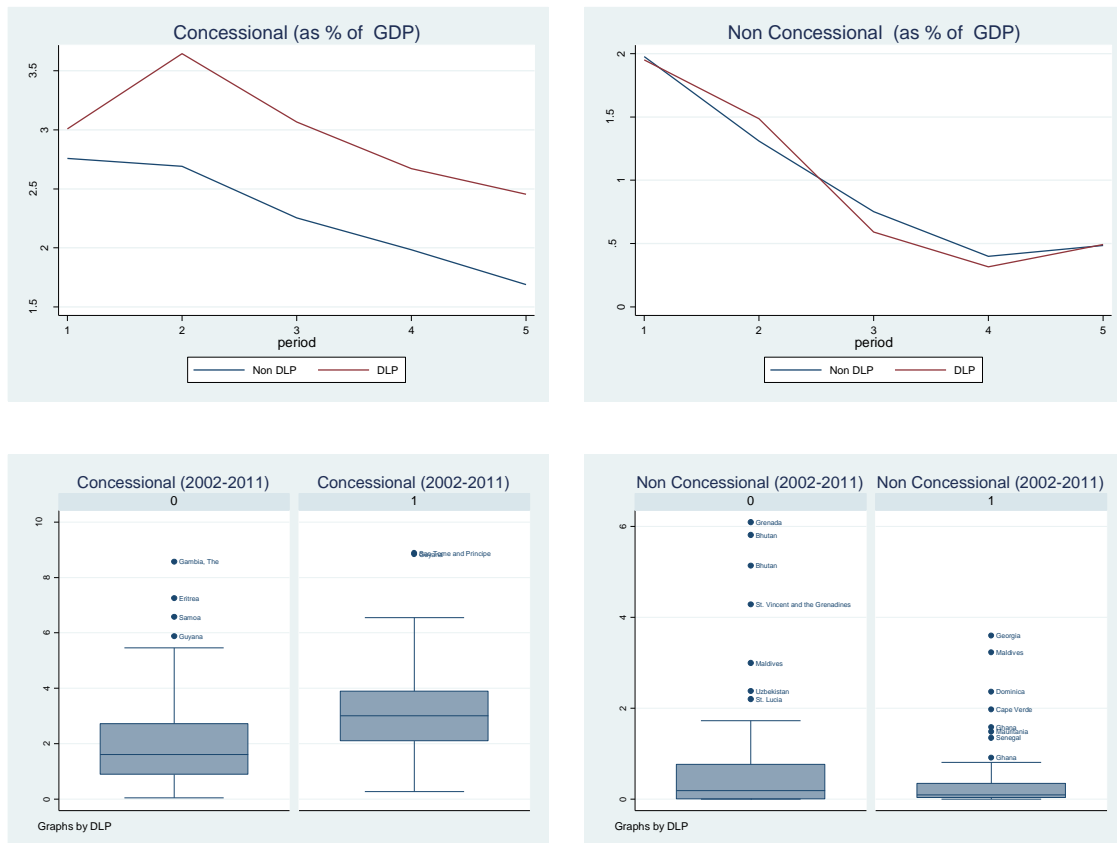 Concessional (as % of  GDP)
3.5
3
2.5
2
1.5
1 2 3 4 5
period
Non DLP DLP
Non Concessional  (as % of  GDP)
2
1.5
1
.5
0
1 2 3 4 5
period
Non DLP DLP
Concessional (2002-2011) Concessional (2002-2011)
0 1
10
8
6
4
2
0
Gambia, The
Eritrea
Samoa
Guyana
Sao Tome and Principe
Guyana
Graphs by DLP
Non Concessional (2002-2011) Non Concessional (2002-2011)
0 1
6
4
2
0
Grenada
Bhutan
Bhutan
St. Vincent and the Grenadines
Maldives
Uzbekistan
St. Lucia
Georgia
Maldives
Dominica
Cape Verde
Ghana
Mauritania
Senegal
Ghana
Graphs by DLP